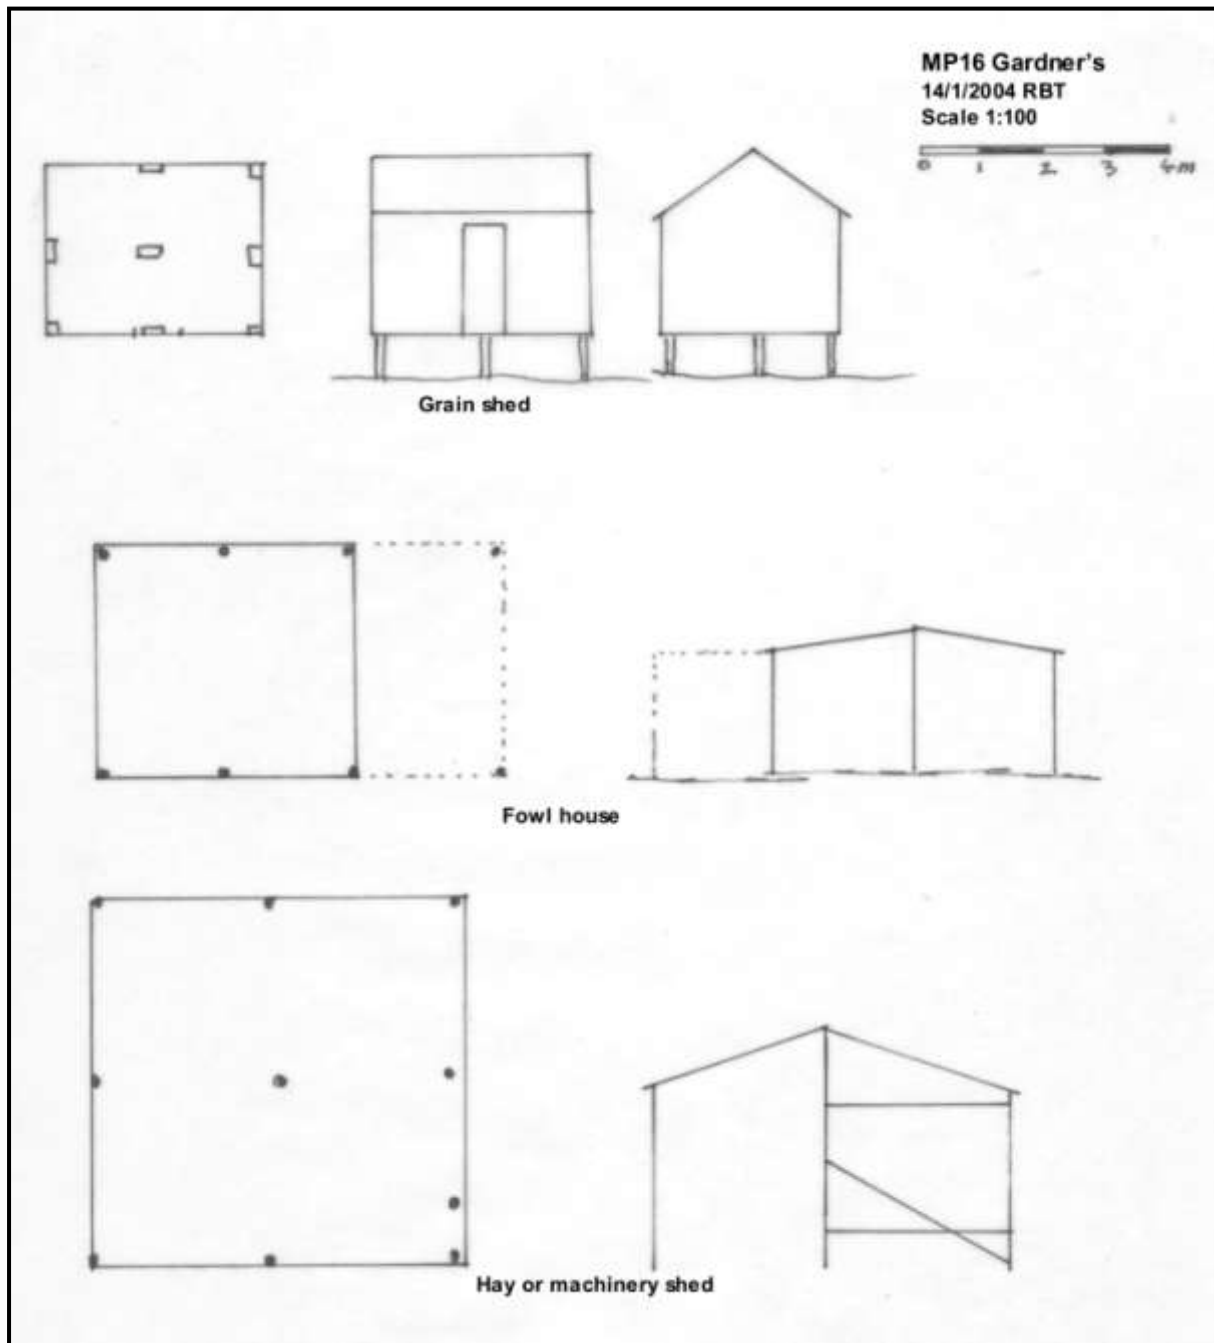 MP16 Gardner's
14/1/2004 RBT
Scale 1:100
0 1 2 3 4m
Grain shed
Fowl house
Hay or machinery shed